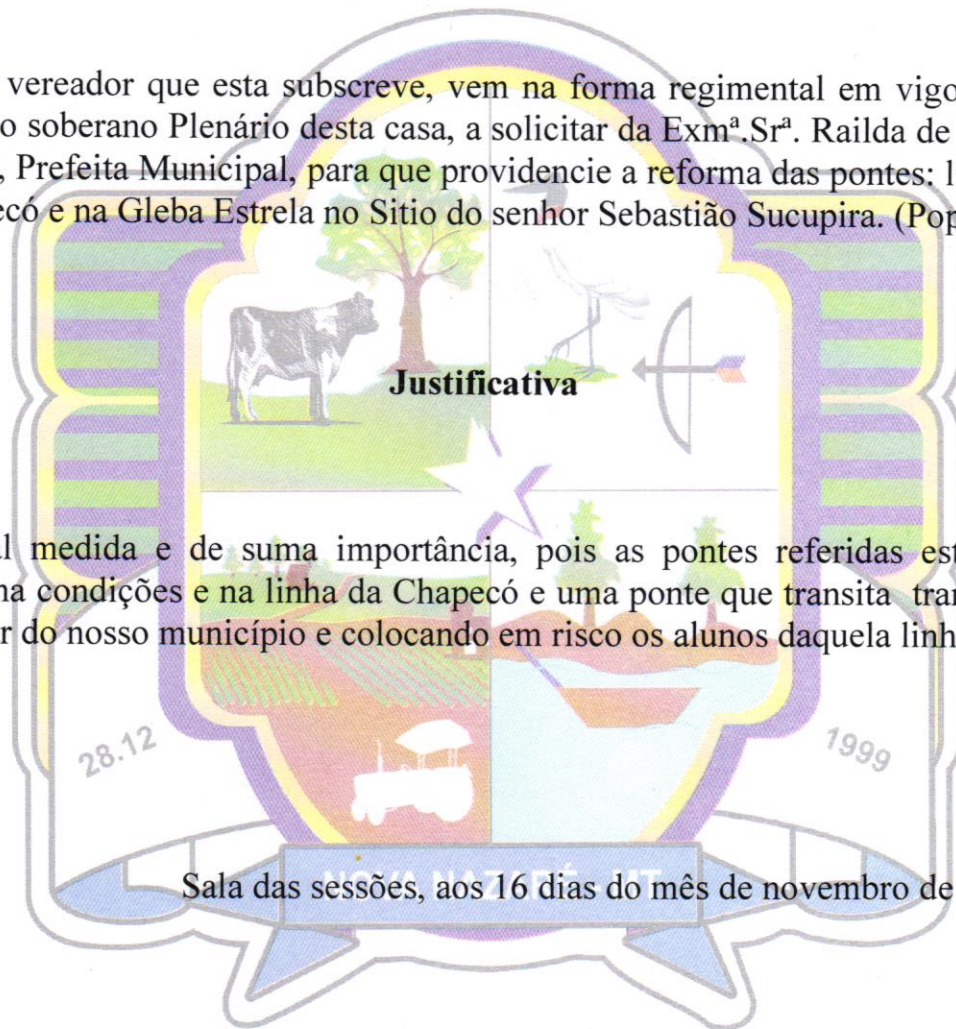 vereador que esta subscreve, vem na forma regimental em vigo
o soberano Plenário desta casa, a solicitar da Exmª.Srª. Railda de
, Prefeita Municipal, para que providencie a reforma das pontes: l
ecó e na Gleba Estrela no Sitio do senhor Sebastião Sucupira. (Pop
Justificativa
al medida e de suma importância, pois as pontes referidas est
na condições e na linha da Chapecó e uma ponte que transita tran
r do nosso município e colocando em risco os alunos daquela linh
28.12
1999
NOVA NAZARÉ - MT
Sala das sessões, aos 16 dias do mês de novembro de